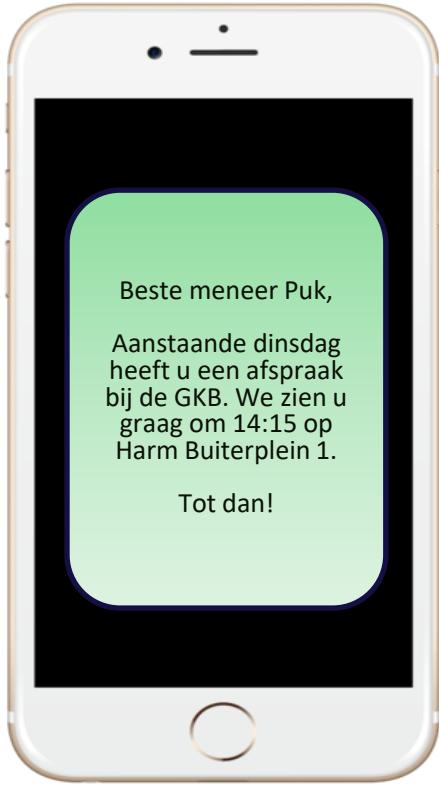 Beste meneer Puk,
Aanstaande dinsdag
heeft u een afspraak
bij de GKB. We zien u
graag om 14:15 op
Harm Buiterplein 1.
Tot dan!